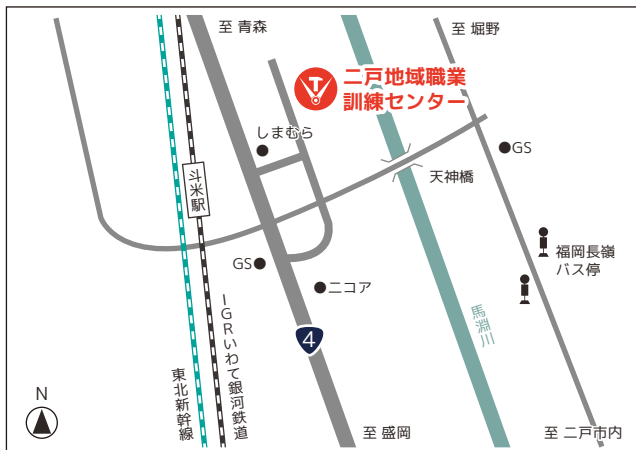 至 青森
至 堀野
二戸地域職業
訓練センター
しまむら
GS
斗米駅
天神橋
福岡長嶺
バス停
GS
ニコア
4
馬淵川
IGRいわて銀河鉄道
東北新幹線
N
至 盛岡
至 二戸市内